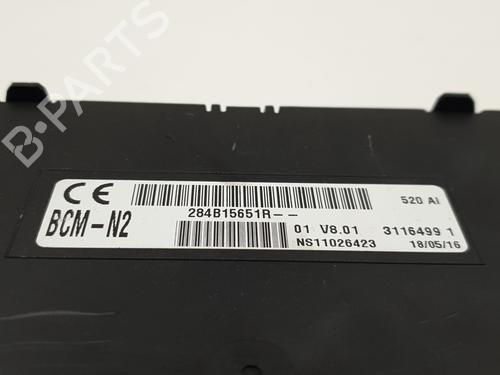 B-PARTS
CE
520 AI
284B15651R--
BCM-N2
01 V8.01
3116499 1
NS11026423
18/05/16